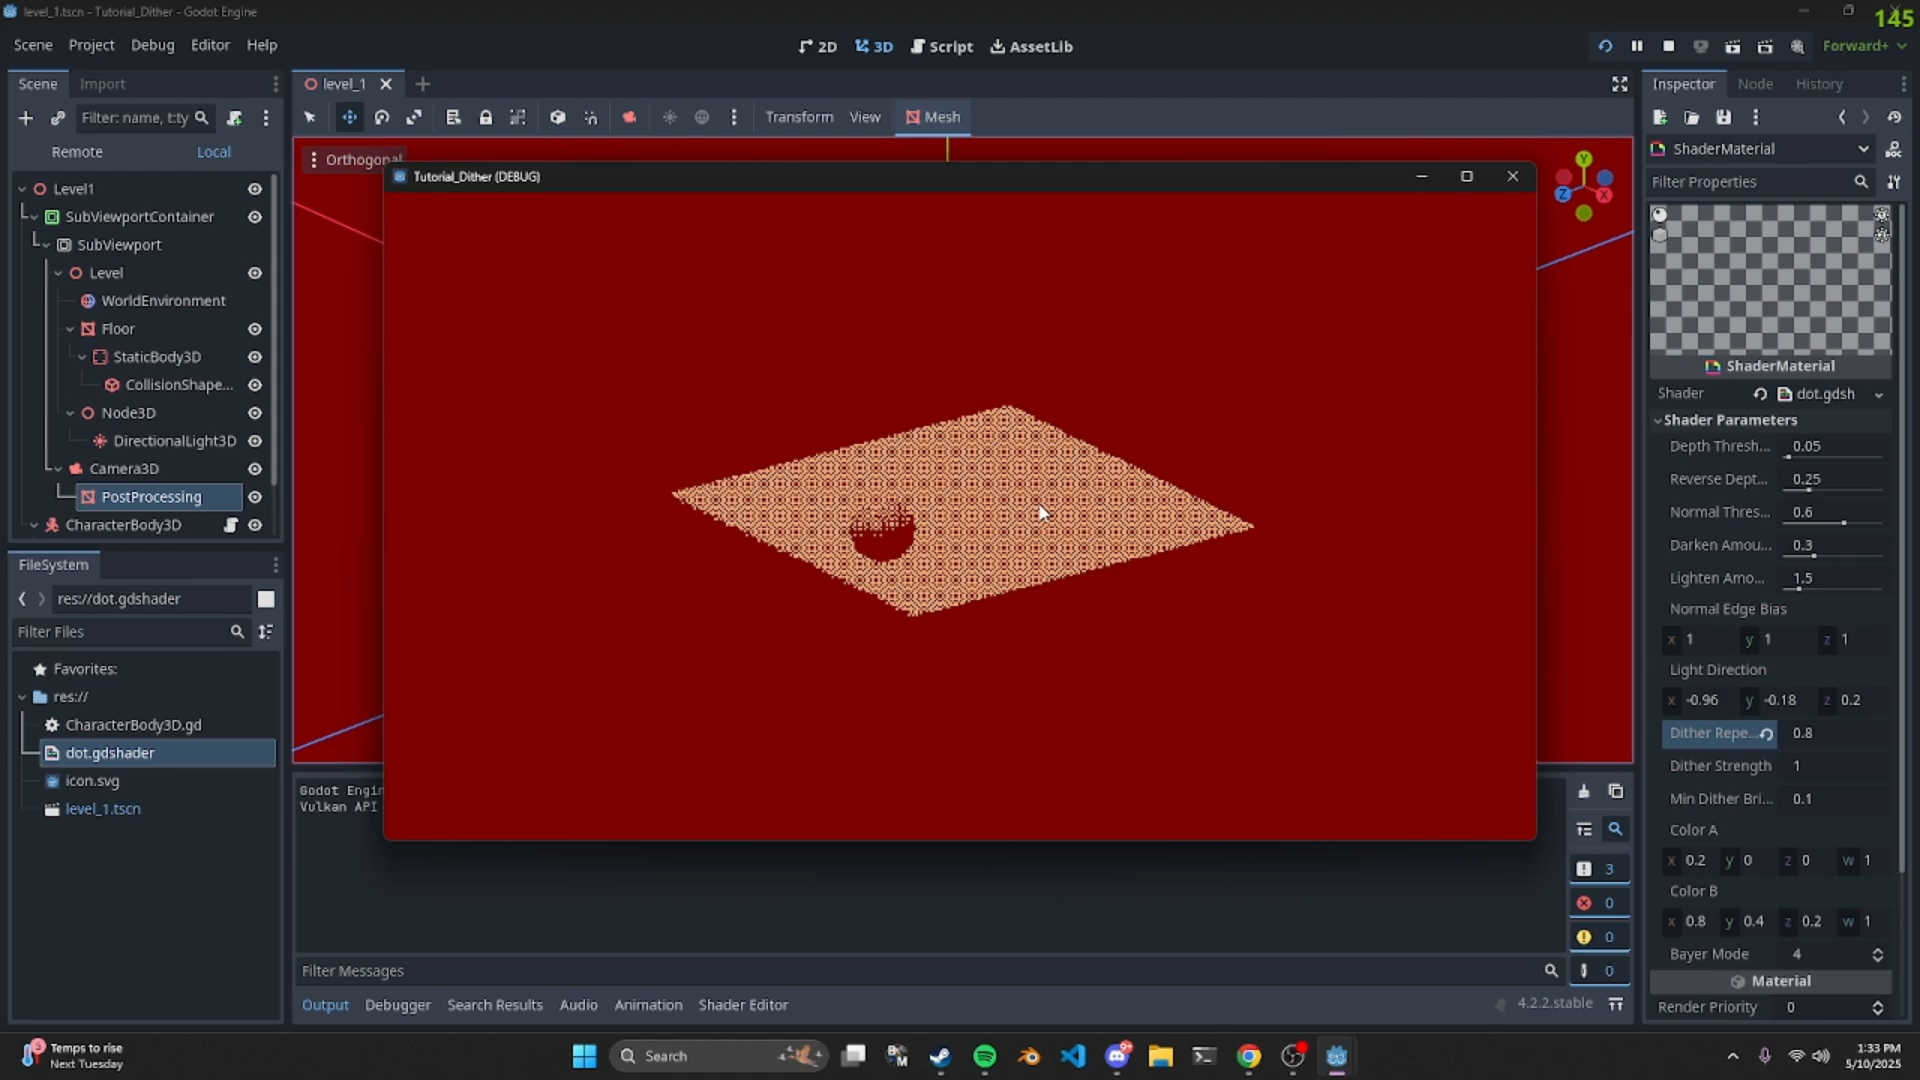 level_1.tscn - Tutorial_Dither - Godot Engine
145
Scene Project Debug Editor Help
2D 3D Script AssetLib
Forward+
Scene Import
level_1
Inspector Node History
Filter: name, t:ty
Transform View Mesh
Remote Local
Orthogonal
Tutorial_Dither (DEBUG)
Y
Z X
ShaderMaterial
Filter Properties
Level1
SubViewportContainer
SubViewport
Level
WorldEnvironment
Floor
StaticBody3D
CollisionShape...
Node3D
DirectionalLight3D
Camera3D
PostProcessing
CharacterBody3D
ShaderMaterial
Shader dot.gdsh
Shader Parameters
Depth Thresh... 0.05
Reverse Dept... 0.25
Normal Thres... 0.6
Darken Amou... 0.3
Lighten Amo... 1.5
Normal Edge Bias
x 1 y 1 z 1
Light Direction
x -0.96 y -0.18 z 0.2
Dither Repe... 0.8
Dither Strength 1
Min Dither Bri... 0.1
Color A
x 0.2 y 0 z 0 w 1
Color B
x 0.8 y 0.4 z 0.2 w 1
Bayer Mode 4
Material
Render Priority 0
FileSystem
res://dot.gdshader
Filter Files
Favorites:
res://
CharacterBody3D.gd
dot.gdshader
icon.svg
level_1.tscn
Godot Engin
Vulkan API
3
0
0
0
Filter Messages
Output Debugger Search Results Audio Animation Shader Editor
4.2.2.stable
Temps to rise
Next Tuesday
Search
1:33 PM
5/10/2025